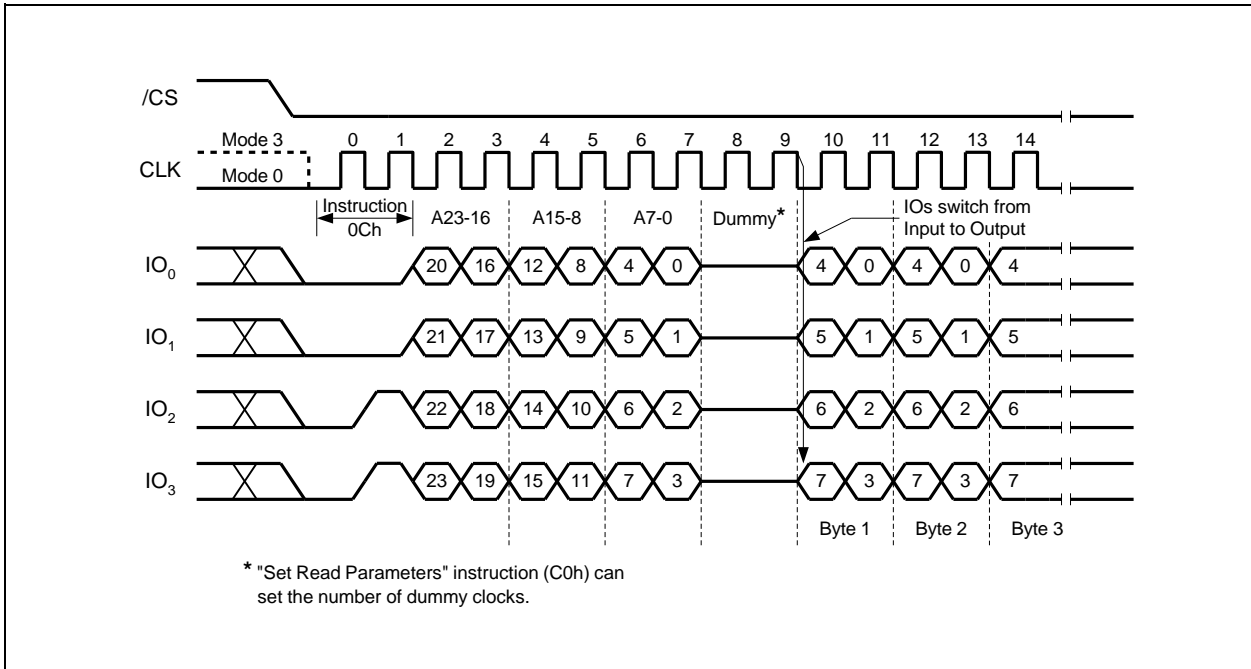 /CS
Mode 3
0 1 2 3 4 5 6 7 8 9 10 11 12 13 14
CLK
Mode 0
Instruction
0Ch
A23-16 A15-8 A7-0 Dummy*
IOs switch from
Input to Output
IO0 20 16 12 8 4 0 4 0 4 0 4
IO1 21 17 13 9 5 1 5 1 5 1 5
IO2 22 18 14 10 6 2 6 2 6 2 6
IO3 23 19 15 11 7 3 7 3 7 3 7
Byte 1 Byte 2 Byte 3
* "Set Read Parameters" instruction (C0h) can
set the number of dummy clocks.